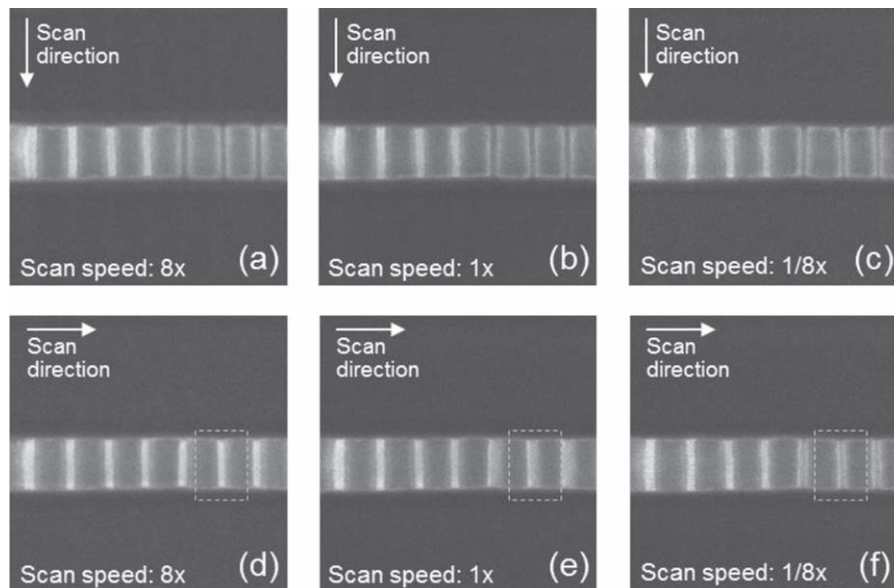 Scan
direction
Scan speed: 8x
(a)
Scan
direction
Scan speed: 1x
(b)
Scan
direction
Scan speed: 1/8x
(c)
Scan
direction
Scan speed: 8x
(d)
Scan
direction
Scan speed: 1x
(e)
Scan
direction
Scan speed: 1/8x
(f)